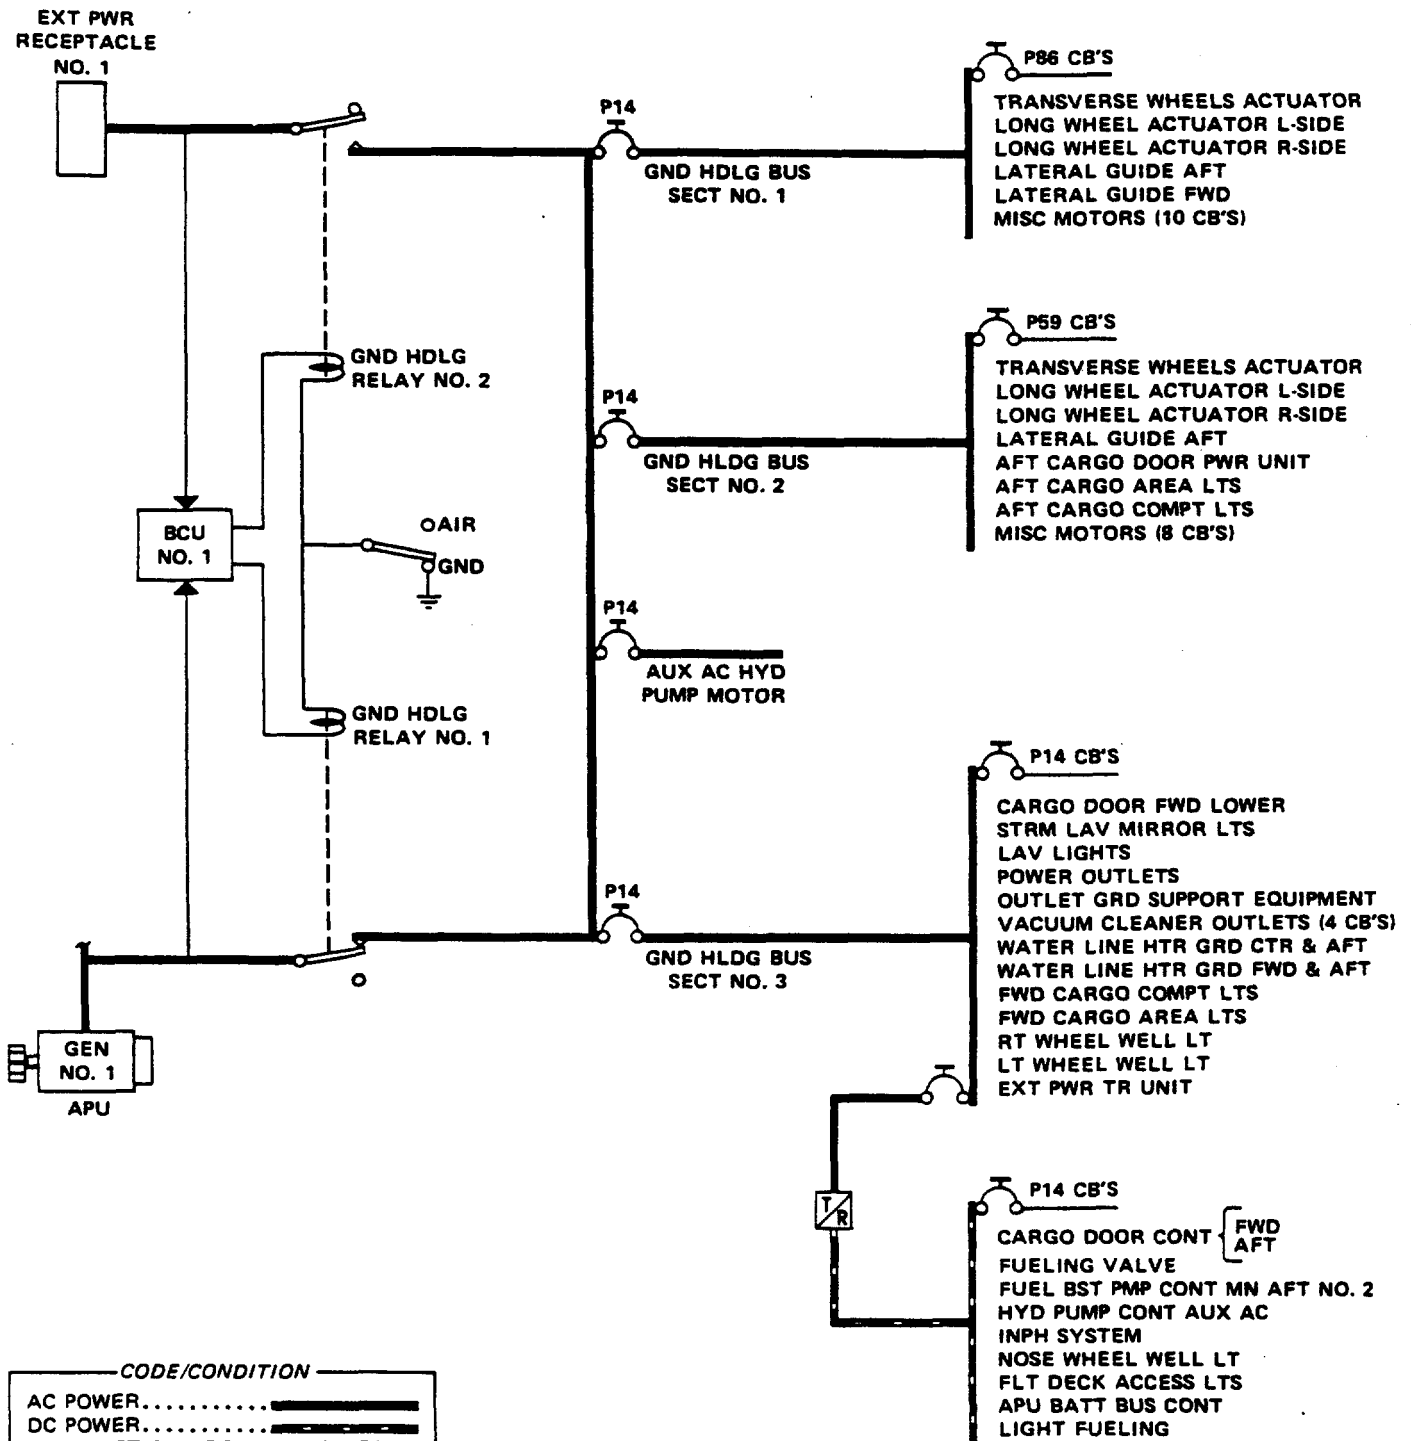 EXT PWR
RECEPTACLE
NO. 1
P14
GND HDLG BUS
SECT NO. 1
P86 CB'S
TRANSVERSE WHEELS ACTUATOR
LONG WHEEL ACTUATOR L-SIDE
LONG WHEEL ACTUATOR R-SIDE
LATERAL GUIDE AFT
LATERAL GUIDE FWD
MISC MOTORS (10 CB'S)
GND HDLG
RELAY NO. 2
P14
GND HLDG BUS
SECT NO. 2
P59 CB'S
TRANSVERSE WHEELS ACTUATOR
LONG WHEEL ACTUATOR L-SIDE
LONG WHEEL ACTUATOR R-SIDE
LATERAL GUIDE AFT
AFT CARGO DOOR PWR UNIT
AFT CARGO AREA LTS
AFT CARGO COMPT LTS
MISC MOTORS (8 CB'S)
BCU
NO. 1
AIR
GND
P14
AUX AC HYD
PUMP MOTOR
GND HDLG
RELAY NO. 1
P14
GND HLDG BUS
SECT NO. 3
P14 CB'S
CARGO DOOR FWD LOWER
STRM LAV MIRROR LTS
LAV LIGHTS
POWER OUTLETS
OUTLET GRD SUPPORT EQUIPMENT
VACUUM CLEANER OUTLETS (4 CB'S)
WATER LINE HTR GRD CTR & AFT
WATER LINE HTR GRD FWD & AFT
FWD CARGO COMPT LTS
FWD CARGO AREA LTS
RT WHEEL WELL LT
LT WHEEL WELL LT
EXT PWR TR UNIT
GEN
NO. 1
APU
T/R
P14 CB'S
CARGO DOOR CONT { FWD
AFT
FUELING VALVE
FUEL BST PMP CONT MN AFT NO. 2
HYD PUMP CONT AUX AC
INPH SYSTEM
NOSE WHEEL WELL LT
FLT DECK ACCESS LTS
APU BATT BUS CONT
LIGHT FUELING
CODE/CONDITION
AC POWER...........
DC POWER...........